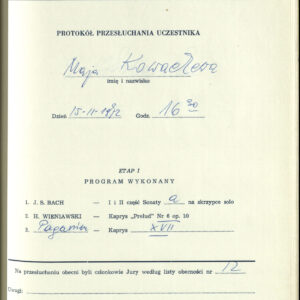 PROTOKÓŁ PRZESŁUCHANIA UCZESTNIKA
Maja Kowaczewa
imię i nazwisko
Dzień 15-11-1972 Godz. 16 30
ETAP I
PROGRAM WYKONANY
1. J. S. BACH — I i II część Sonaty a na skrzypce solo
2. H. WIENIAWSKI — Kaprys „Prelud” Nr 6 op. 10
3. Paganini — Kaprys XVII
Na przesłuchaniu obecni byli członkowie Jury według listy obecności nr 12
Uwagi: